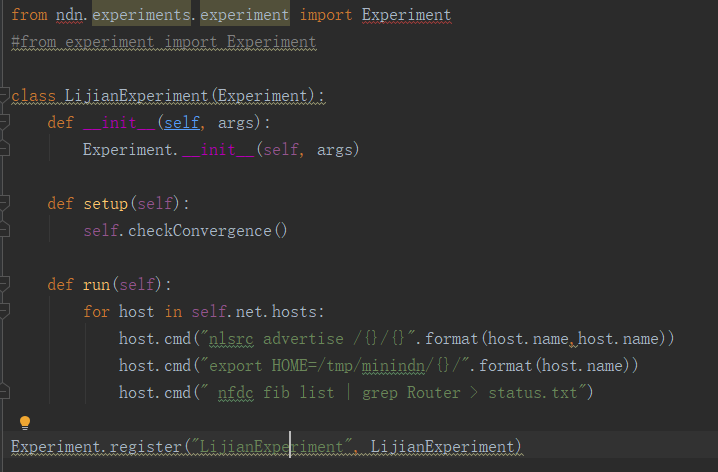 from ndn.experiments.experiment import Experiment
#from experiment import Experiment
class LijianExperiment(Experiment):
def __init__(self, args):
Experiment.__init__(self, args)
def setup(self):
self.checkConvergence()
def run(self):
for host in self.net.hosts:
host.cmd("nlsrc advertise /{}/{}".format(host.name,host.name))
host.cmd("export HOME=/tmp/minindn/{}/".format(host.name))
host.cmd(" nfdc fib list | grep Router > status.txt")
Experiment.register("LijianExperiment", LijianExperiment)